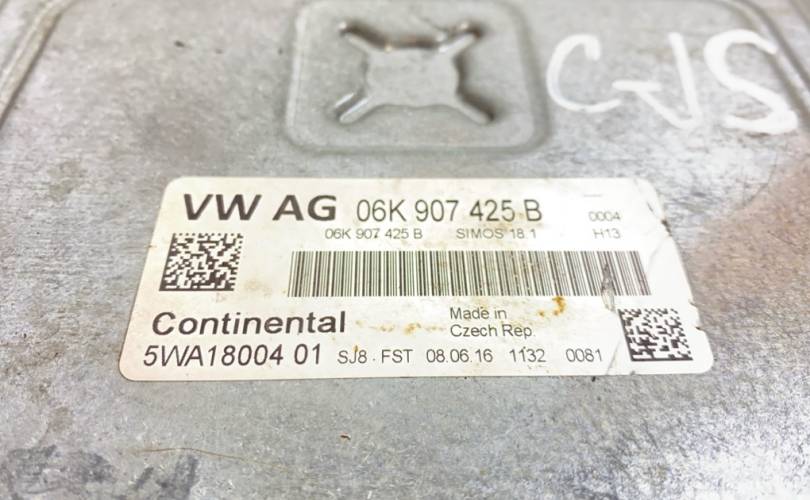 CJS
VW AG 06K 907 425 B 0004
06K 907 425 B SIMOS 18.1 H13
Continental
Made in
Czech Rep.
5WA18004 01 SJ8 · FST 08.06.16 1132 0081